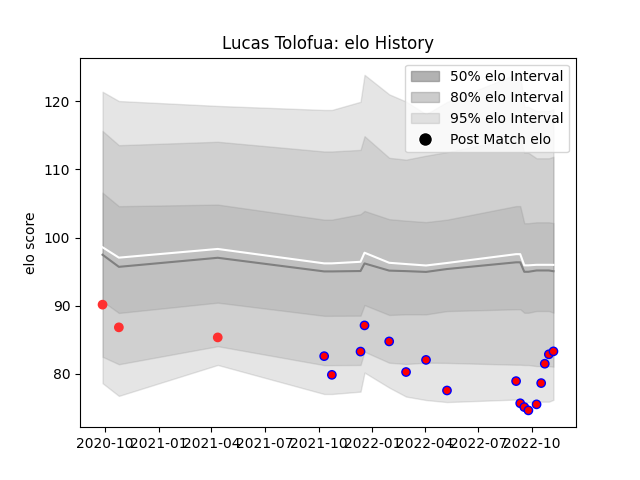 Lucas Tolofua: elo History
50% elo Interval
80% elo Interval
95% elo Interval
Post Match elo
elo score
120
110
100
90
80
2020-10 2021-01 2021-04 2021-07 2021-10 2022-01 2022-04 2022-07 2022-10